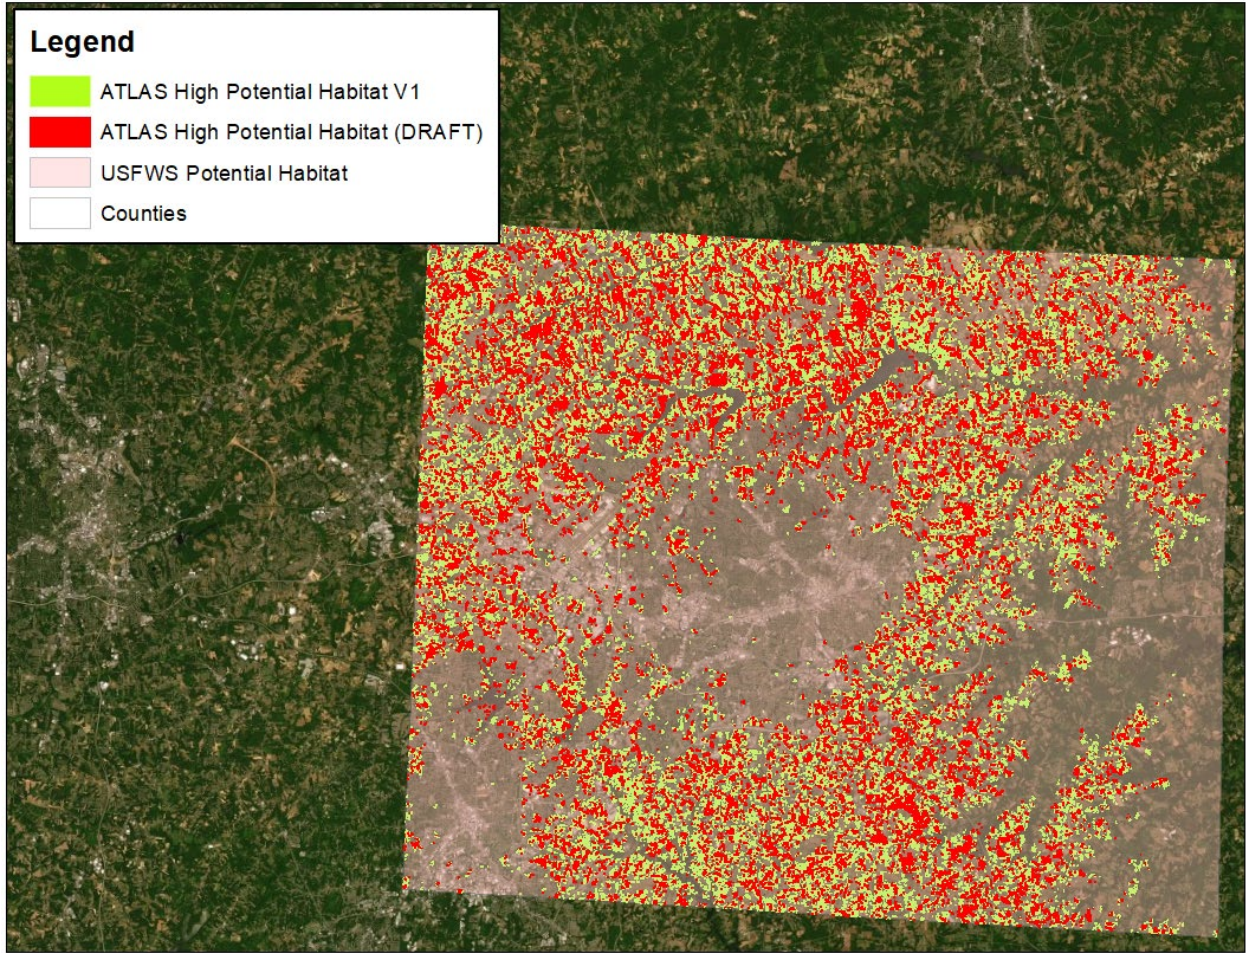 Legend
ATLAS High Potential Habitat V1
ATLAS High Potential Habitat (DRAFT)
USFWS Potential Habitat
Counties